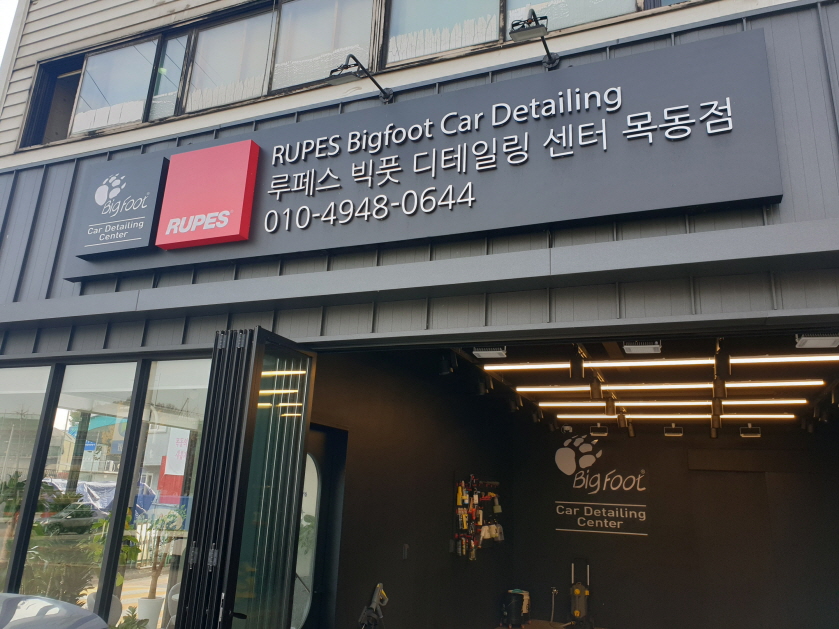 RUPES Bigfoot Car Detailing
루페스 빅풋 디테일링 센터 목동점
010-4948-0644
Bigfoot
Car Detailing
Center
RUPES
Bigfoot
Car Detailing
Center